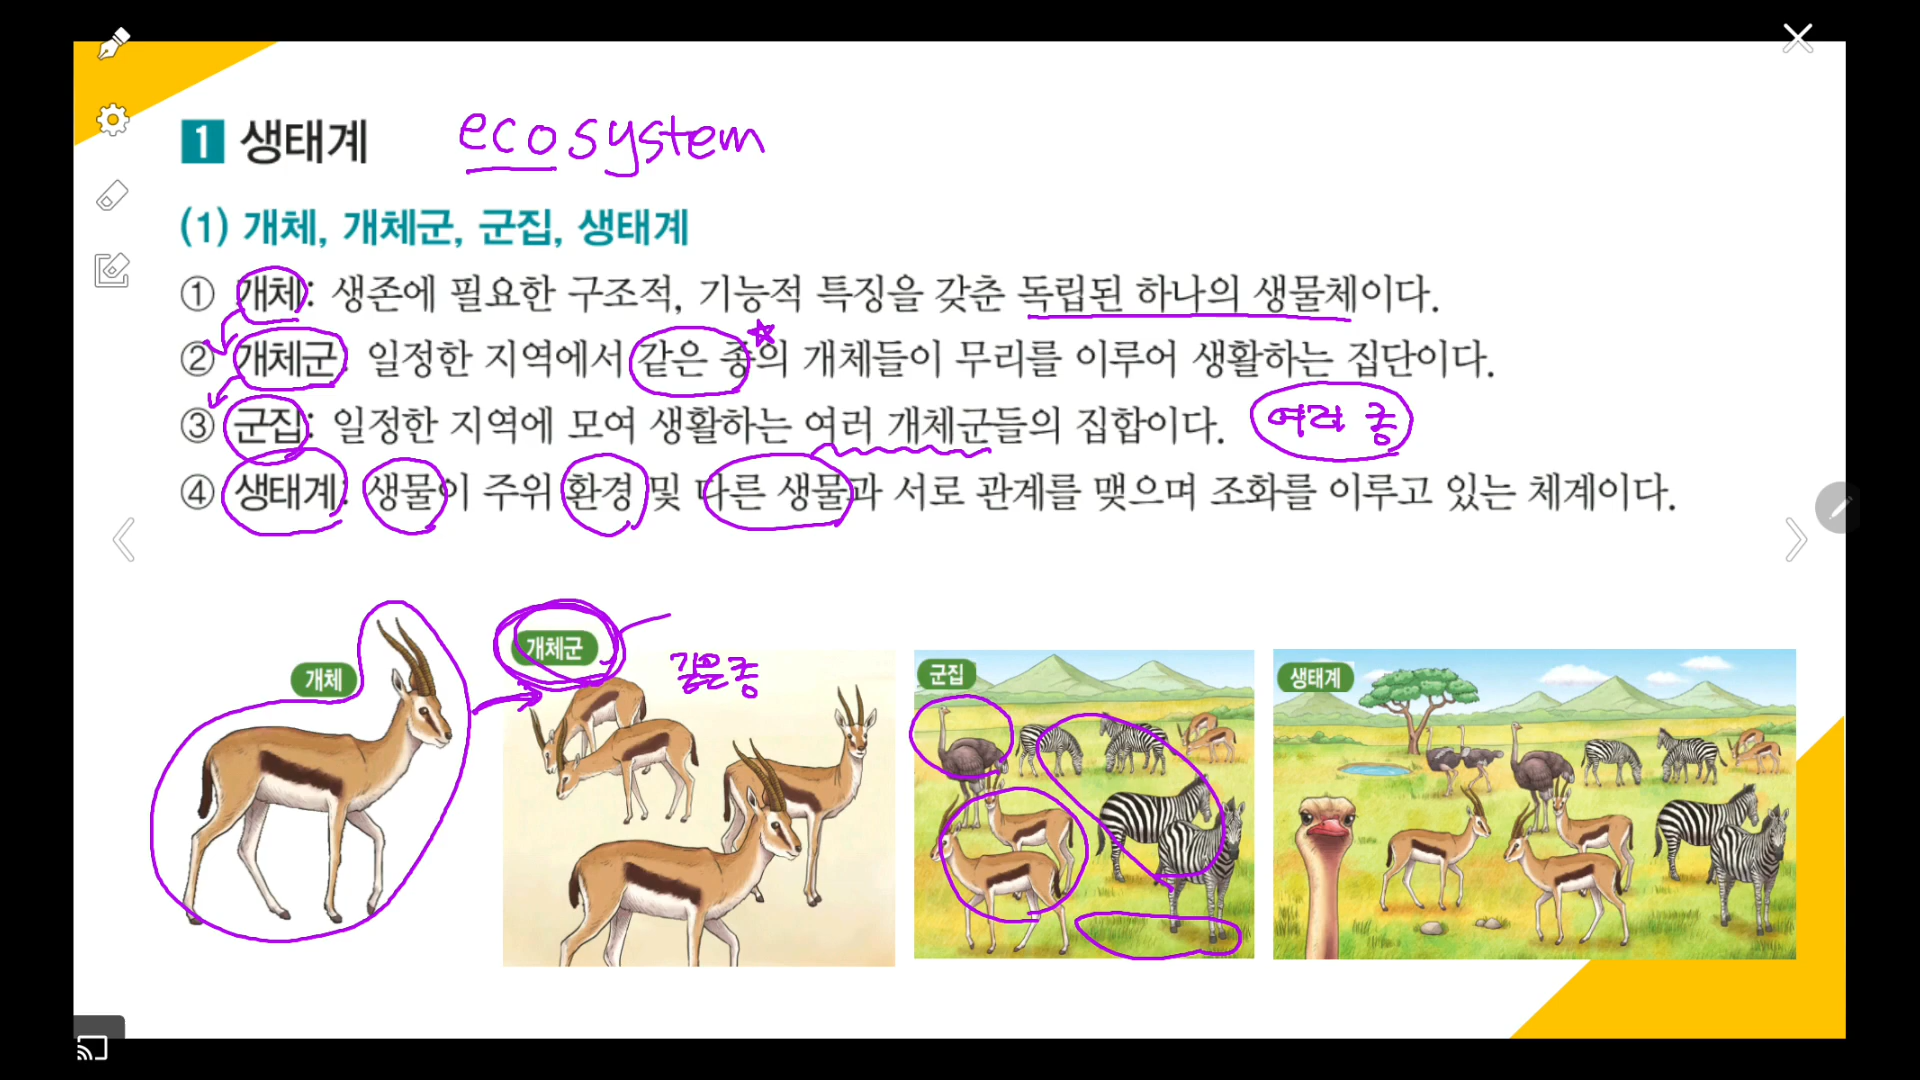 1 생태계 ecosystem
(1) 개체, 개체군, 군집, 생태계
① 개체: 생존에 필요한 구조적, 기능적 특징을 갖춘 독립된 하나의 생물체이다.
② 개체군 일정한 지역에서 같은 종의 개체들이 무리를 이루어 생활하는 집단이다.
③ 군집: 일정한 지역에 모여 생활하는 여러 개체군들의 집합이다. 여러 종
④ 생태계: 생물이 주위 환경 및 다른 생물과 서로 관계를 맺으며 조화를 이루고 있는 체계이다.
개체
개체군
같은종
군집
생태계